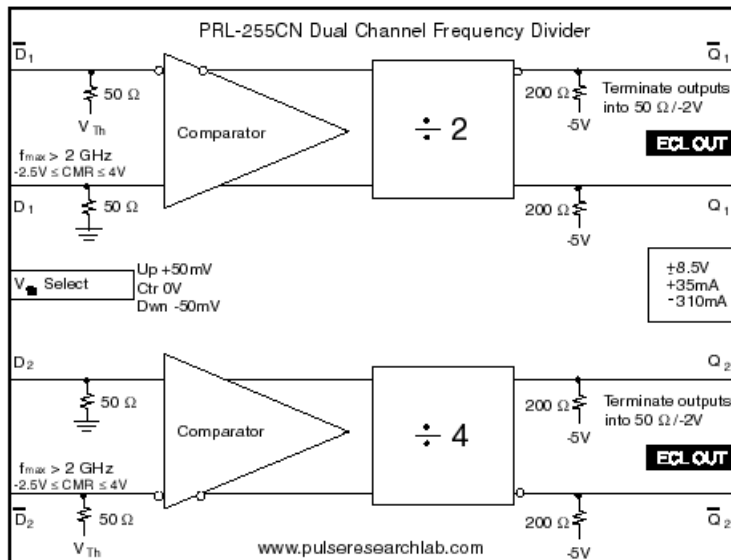 PRL-255CN Dual Channel Frequency Divider
D̅1
Q̅1
50 Ω
VTh
Comparator
÷ 2
200 Ω
-5V
Terminate outputs
into 50 Ω/-2V
ECL OUT
fmax > 2 GHz
-2.5V ≤ CMR ≤ 4V
D1
50 Ω
200 Ω
-5V
Q1
Select
Up +50mV
Ctr 0V
Dwn -50mV
±8.5V
+35mA
-310mA
D2
Q2
50 Ω
Comparator
÷ 4
200 Ω
-5V
Terminate outputs
into 50 Ω/-2V
ECL OUT
fmax > 2 GHz
-2.5V ≤ CMR ≤ 4V
D̅2
50 Ω
VTh
200 Ω
-5V
Q̅2
www.pulseresearchlab.com